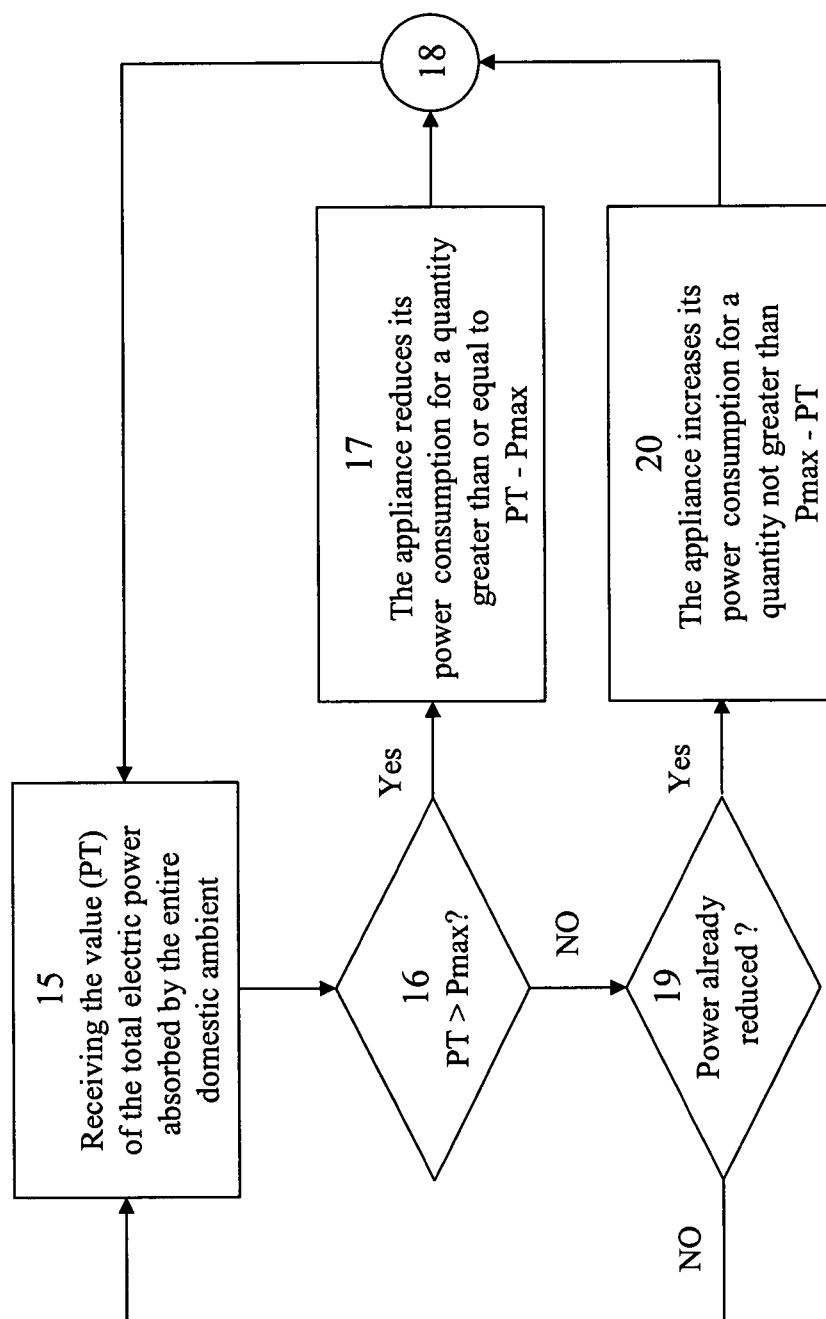 15
Receiving the value (PT)
of the total electric power
absorbed by the entire
domestic ambient
16
PT > Pmax?
Yes
17
The appliance reduces its
power consumption for a quantity
greater than or equal to
PT - Pmax
18
NO
19
Power already
reduced ?
Yes
20
The appliance increases its
power consumption for a
quantity not greater than
Pmax - PT
NO